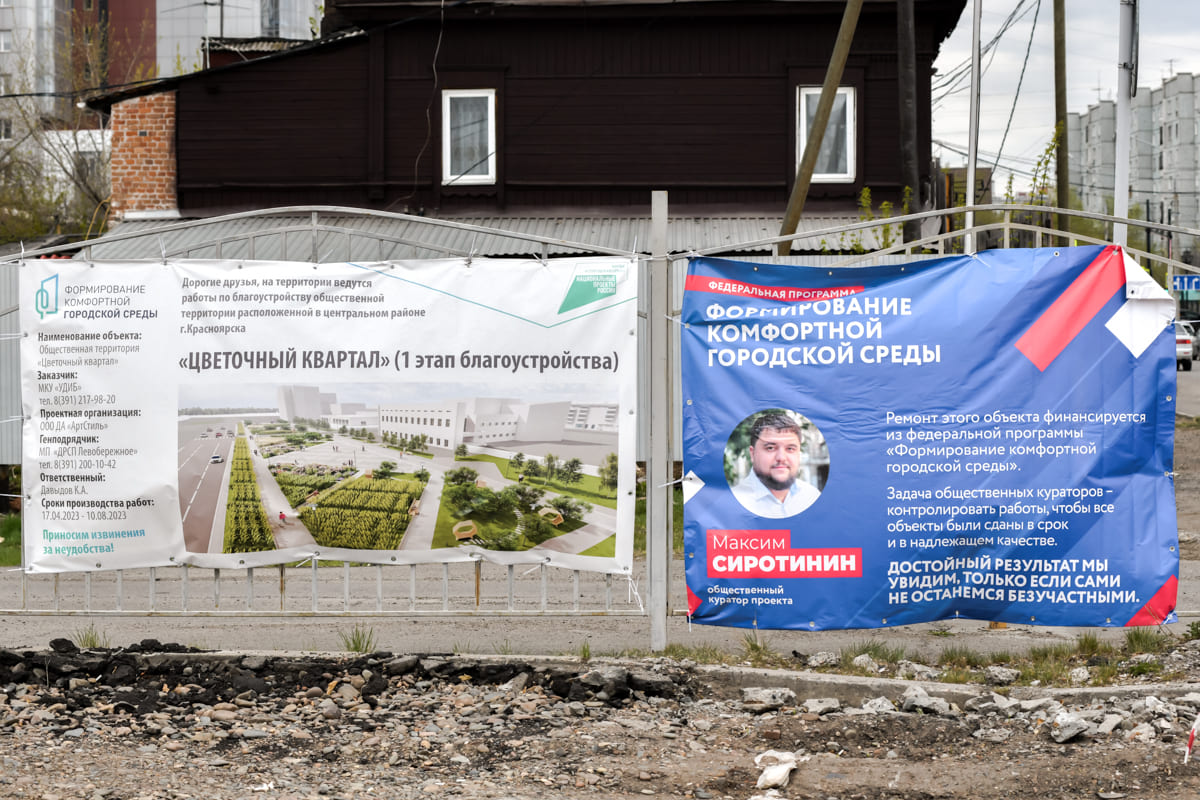 ФОРМИРОВАНИЕ
КОМФОРТНОЙ
ГОРОДСКОЙ СРЕДЫ
Наименование объекта:
Общественная территория
«Цветочный квартал»
Заказчик:
МКУ «УДИБ»
тел. 8(391) 217-98-20
Проектная организация:
ООО ДА «АртСтиль»
Генподрядчик:
МП «ДРСП Левобережное»
тел. 8(391) 200-10-42
Ответственный:
Давыдов К.А.
Сроки производства работ:
17.04.2023 - 10.08.2023
Приносим извинения
за неудобства!
Дорогие друзья, на территории ведутся
работы по благоустройству общественной
территории расположенной в центральном районе
г.Красноярска
НАЦИОНАЛЬНЫЕ
ПРОЕКТЫ
РОССИИ
«ЦВЕТОЧНЫЙ КВАРТАЛ» (1 этап благоустройства)
ФЕДЕРАЛЬНАЯ ПРОГРАММА
ФОРМИРОВАНИЕ
КОМФОРТНОЙ
ГОРОДСКОЙ СРЕДЫ
Ремонт этого объекта финансируется
из федеральной программы
«Формирование комфортной
городской среды».
Задача общественных кураторов –
контролировать работы, чтобы все
объекты были сданы в срок
и в надлежащем качестве.
ДОСТОЙНЫЙ РЕЗУЛЬТАТ МЫ
УВИДИМ, ТОЛЬКО ЕСЛИ САМИ
НЕ ОСТАНЕМСЯ БЕЗУЧАСТНЫМИ.
Максим
СИРОТИНИН
общественный
куратор проекта